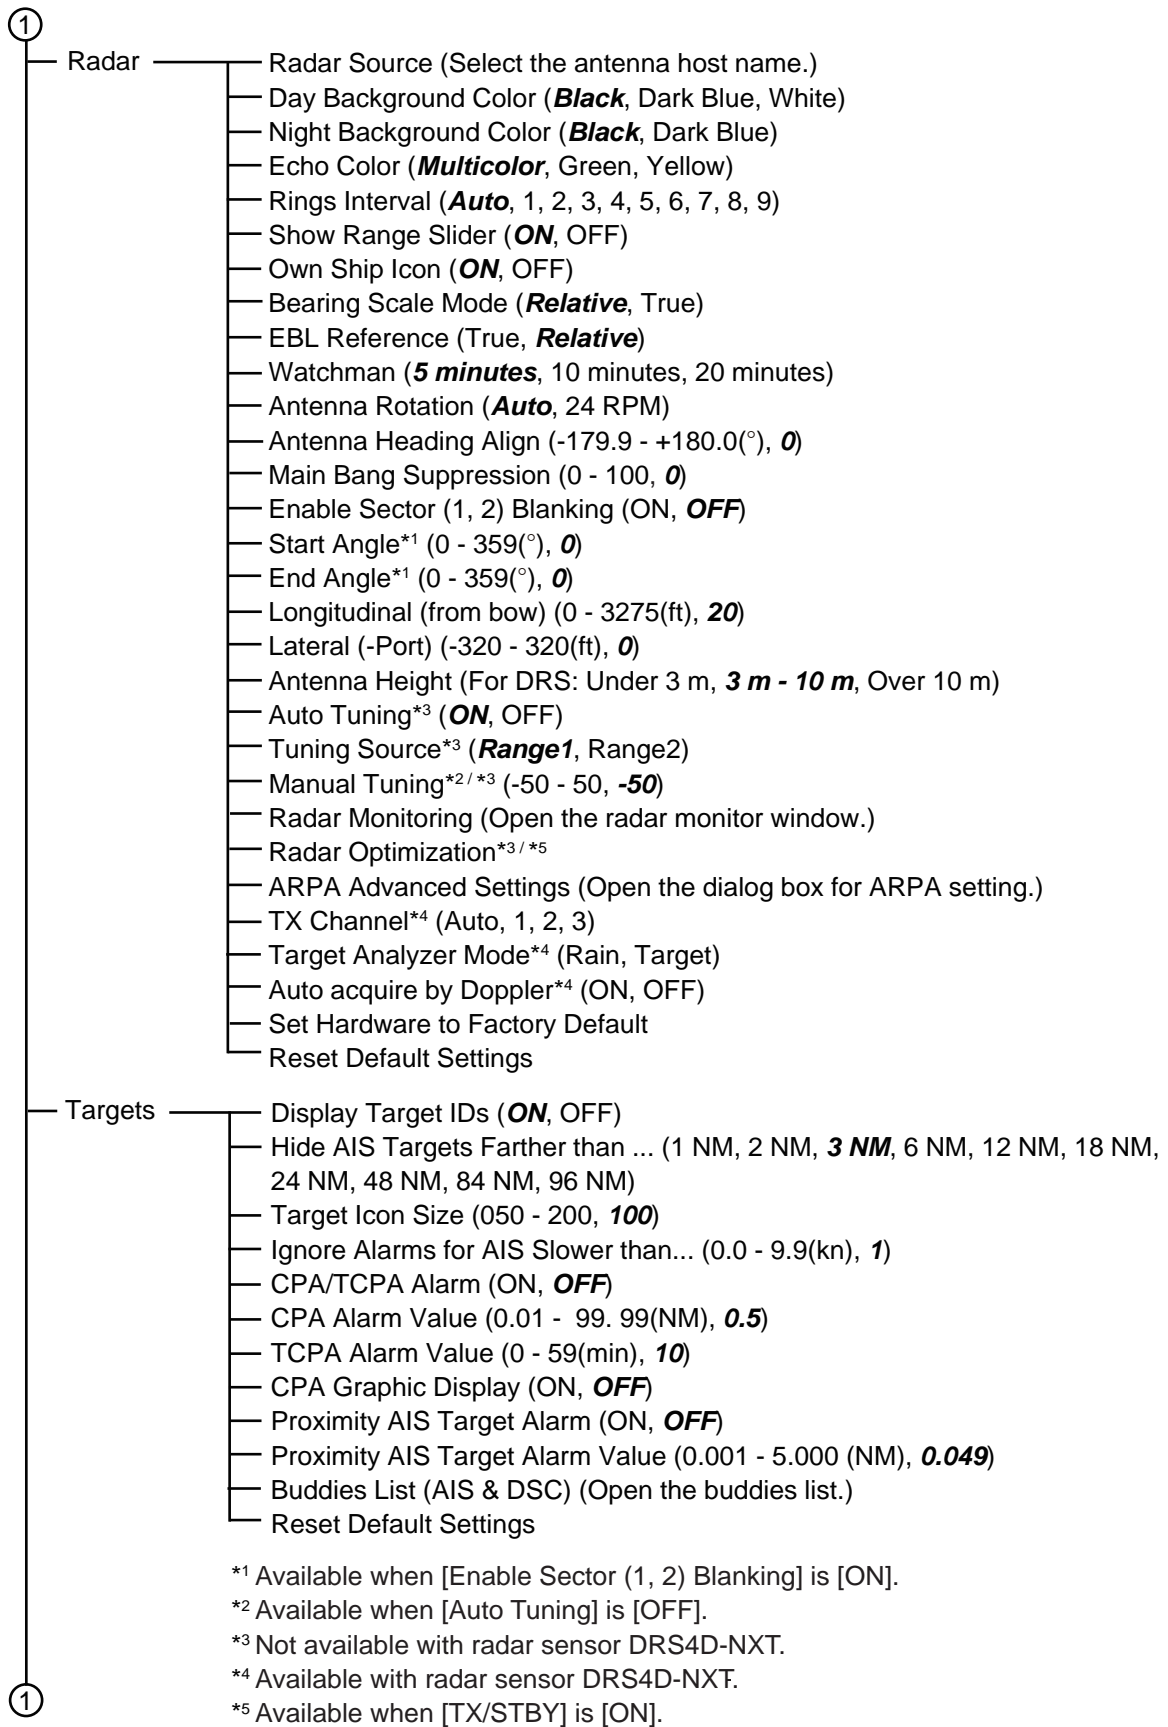 1
Radar
Radar Source (Select the antenna host name.)
Day Background Color (Black, Dark Blue, White)
Night Background Color (Black, Dark Blue)
Echo Color (Multicolor, Green, Yellow)
Rings Interval (Auto, 1, 2, 3, 4, 5, 6, 7, 8, 9)
Show Range Slider (ON, OFF)
Own Ship Icon (ON, OFF)
Bearing Scale Mode (Relative, True)
EBL Reference (True, Relative)
Watchman (5 minutes, 10 minutes, 20 minutes)
Antenna Rotation (Auto, 24 RPM)
Antenna Heading Align (-179.9 - +180.0(°), 0)
Main Bang Suppression (0 - 100, 0)
Enable Sector (1, 2) Blanking (ON, OFF)
Start Angle*1 (0 - 359(°), 0)
End Angle*1 (0 - 359(°), 0)
Longitudinal (from bow) (0 - 3275(ft), 20)
Lateral (-Port) (-320 - 320(ft), 0)
Antenna Height (For DRS: Under 3 m, 3 m - 10 m, Over 10 m)
Auto Tuning*3 (ON, OFF)
Tuning Source*3 (Range1, Range2)
Manual Tuning*2 / *3 (-50 - 50, -50)
Radar Monitoring (Open the radar monitor window.)
Radar Optimization*3 / *5
ARPA Advanced Settings (Open the dialog box for ARPA setting.)
TX Channel*4 (Auto, 1, 2, 3)
Target Analyzer Mode*4 (Rain, Target)
Auto acquire by Doppler*4 (ON, OFF)
Set Hardware to Factory Default
Reset Default Settings
Targets
Display Target IDs (ON, OFF)
Hide AIS Targets Farther than ... (1 NM, 2 NM, 3 NM, 6 NM, 12 NM, 18 NM,
24 NM, 48 NM, 84 NM, 96 NM)
Target Icon Size (050 - 200, 100)
Ignore Alarms for AIS Slower than... (0.0 - 9.9(kn), 1)
CPA/TCPA Alarm (ON, OFF)
CPA Alarm Value (0.01 -  99. 99(NM), 0.5)
TCPA Alarm Value (0 - 59(min), 10)
CPA Graphic Display (ON, OFF)
Proximity AIS Target Alarm (ON, OFF)
Proximity AIS Target Alarm Value (0.001 - 5.000 (NM), 0.049)
Buddies List (AIS & DSC) (Open the buddies list.)
Reset Default Settings
*1 Available when [Enable Sector (1, 2) Blanking] is [ON].
*2 Available when [Auto Tuning] is [OFF].
*3 Not available with radar sensor DRS4D-NXT.
*4 Available with radar sensor DRS4D-NXT.
*5 Available when [TX/STBY] is [ON].
1